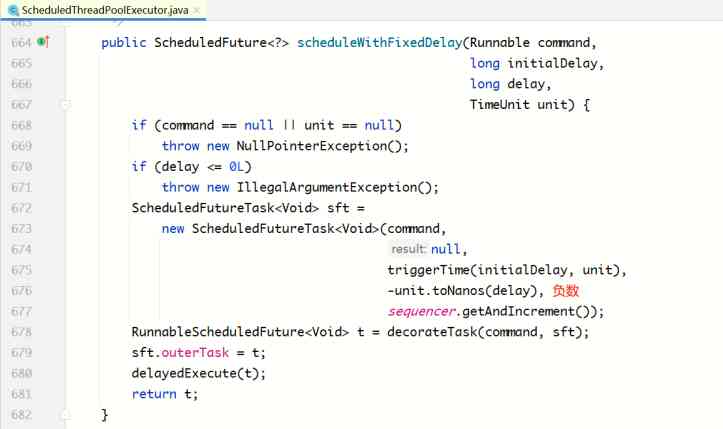 ScheduledThreadPoolExecutor.java
664 public ScheduledFuture<?> scheduleWithFixedDelay(Runnable command,
665 long initialDelay,
666 long delay,
667 TimeUnit unit) {
668 if (command == null || unit == null)
669 throw new NullPointerException();
670 if (delay <= 0L)
671 throw new IllegalArgumentException();
672 ScheduledFutureTask<Void> sft =
673 new ScheduledFutureTask<Void>(command,
674 result: null,
675 triggerTime(initialDelay, unit),
676 -unit.toNanos(delay), 负数
677 sequencer.getAndIncrement());
678 RunnableScheduledFuture<Void> t = decorateTask(command, sft);
679 sft.outerTask = t;
680 delayedExecute(t);
681 return t;
682 }